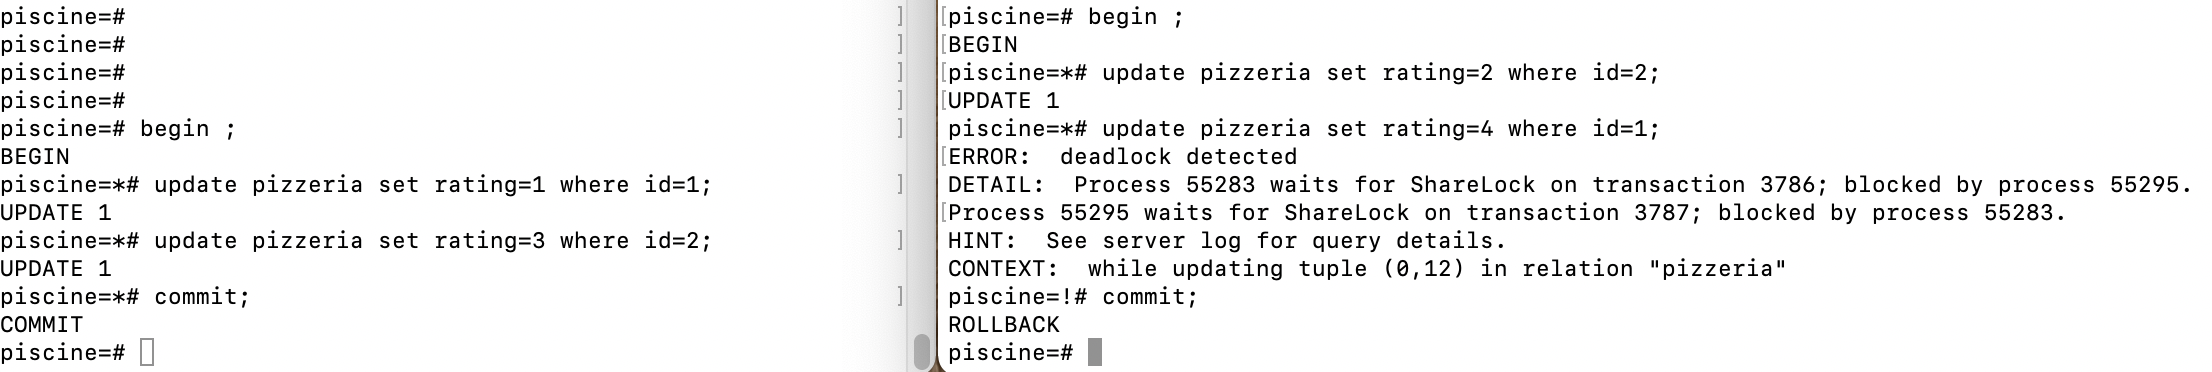 piscine=#
piscine=#
piscine=#
piscine=#
piscine=# begin ;
BEGIN
piscine=*# update pizzeria set rating=1 where id=1;
UPDATE 1
piscine=*# update pizzeria set rating=3 where id=2;
UPDATE 1
piscine=*# commit;
COMMIT
piscine=#
piscine=# begin ;
BEGIN
piscine=*# update pizzeria set rating=2 where id=2;
UPDATE 1
piscine=*# update pizzeria set rating=4 where id=1;
ERROR:  deadlock detected
DETAIL:  Process 55283 waits for ShareLock on transaction 3786; blocked by process 55295.
Process 55295 waits for ShareLock on transaction 3787; blocked by process 55283.
HINT:  See server log for query details.
CONTEXT:  while updating tuple (0,12) in relation "pizzeria"
piscine=!# commit;
ROLLBACK
piscine=#